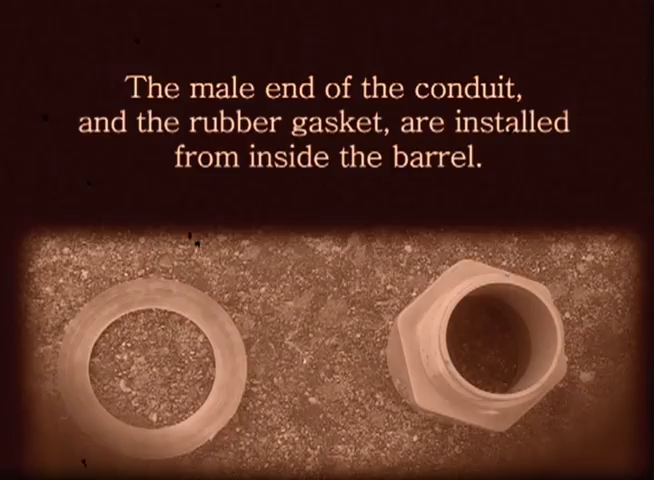 The male end of the conduit,
and the rubber gasket, are installed
from inside the barrel.